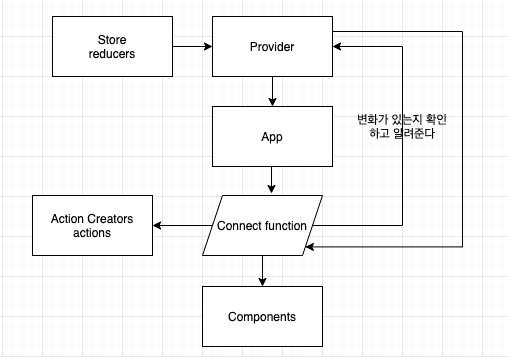 Store
reducers
Provider
변화가 있는지 확인
하고 알려준다
App
Action Creators
actions
Connect function
Components